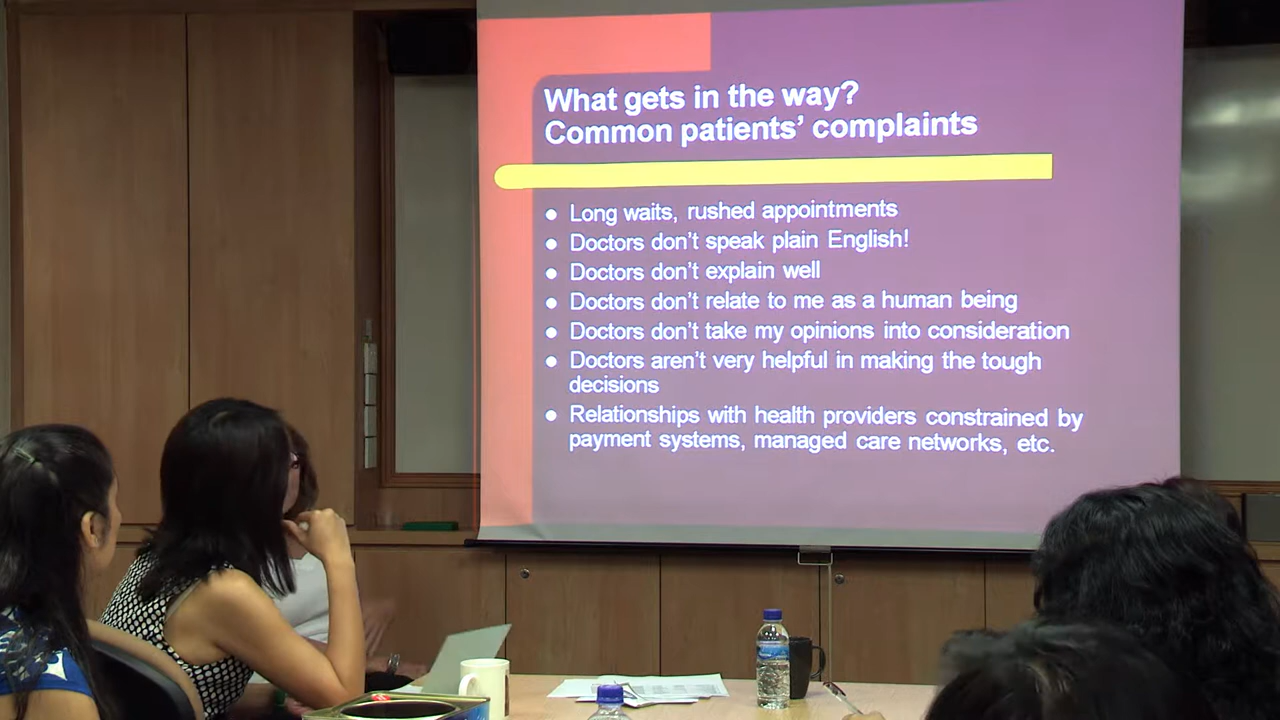 What gets in the way?
Common patients' complaints
● Long waits, rushed appointments
● Doctors don't speak plain English!
● Doctors don't explain well
● Doctors don't relate to me as a human being
● Doctors don't take my opinions into consideration
● Doctors aren't very helpful in making the tough
decisions
● Relationships with health providers constrained by
payment systems, managed care networks, etc.